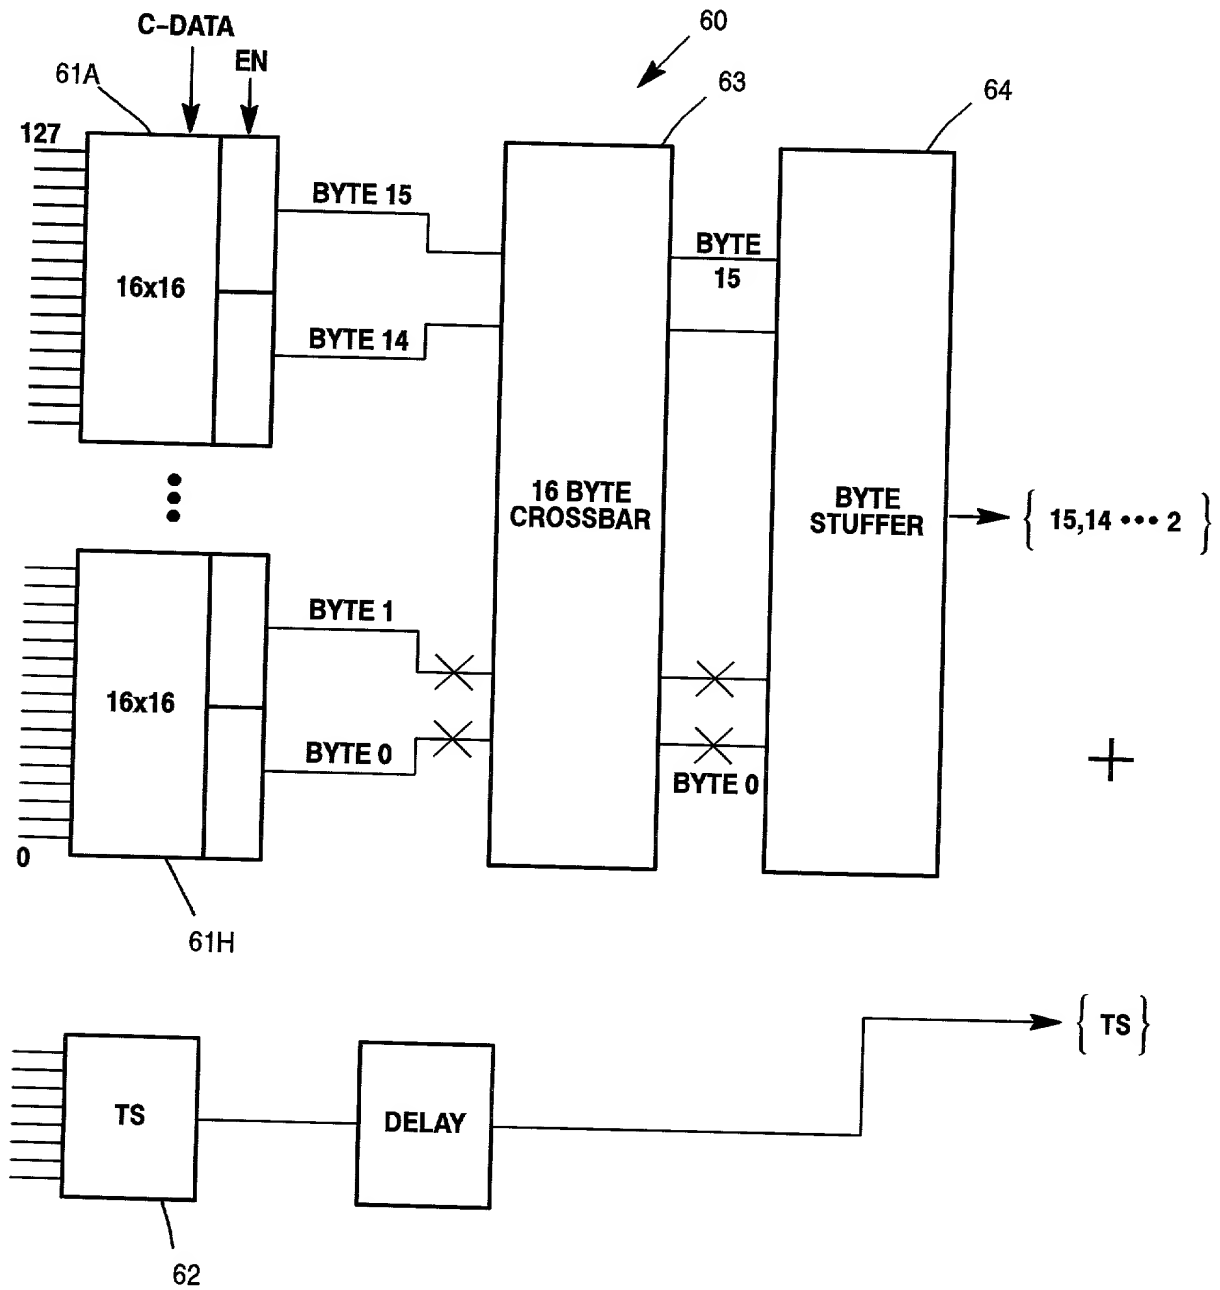 C-DATA
EN
60
61A
63
64
127
BYTE 15
BYTE
15
16x16
BYTE 14
16 BYTE
CROSSBAR
BYTE
STUFFER
{ 15,14 ••• 2 }
BYTE 1
16x16
BYTE 0
BYTE 0
+
0
61H
{ TS }
TS
DELAY
62